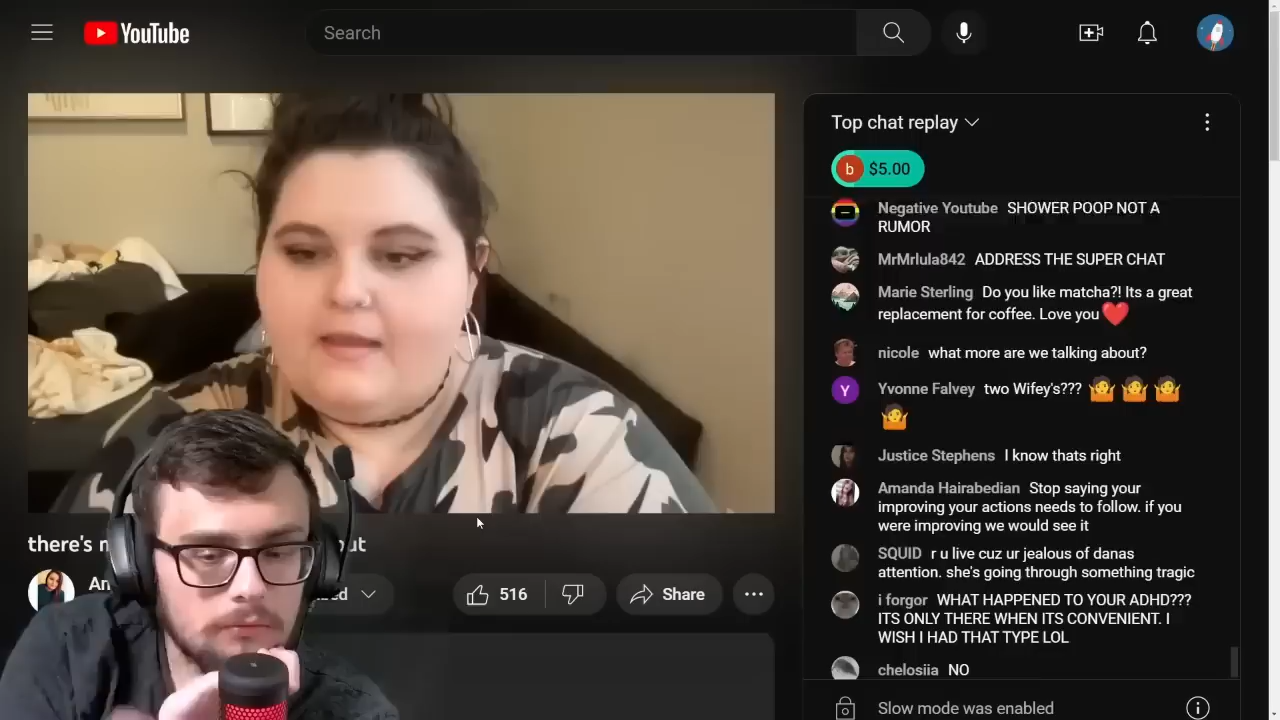 YouTube
Search
Top chat replay
b $5.00
Negative Youtube SHOWER POOP NOT A
RUMOR
MrMrlula842 ADDRESS THE SUPER CHAT
Marie Sterling Do you like matcha?! Its a great
replacement for coffee. Love you
nicole what more are we talking about?
Y Yvonne Falvey two Wifey's???
Justice Stephens I know thats right
Amanda Hairabedian Stop saying your
improving your actions needs to follow. if you
were improving we would see it
SQUID r u live cuz ur jealous of danas
attention. she's going through something tragic
i forgor WHAT HAPPENED TO YOUR ADHD???
ITS ONLY THERE WHEN ITS CONVENIENT. I
WISH I HAD THAT TYPE LOL
chelosiia NO
Slow mode was enabled
there's
516
Share